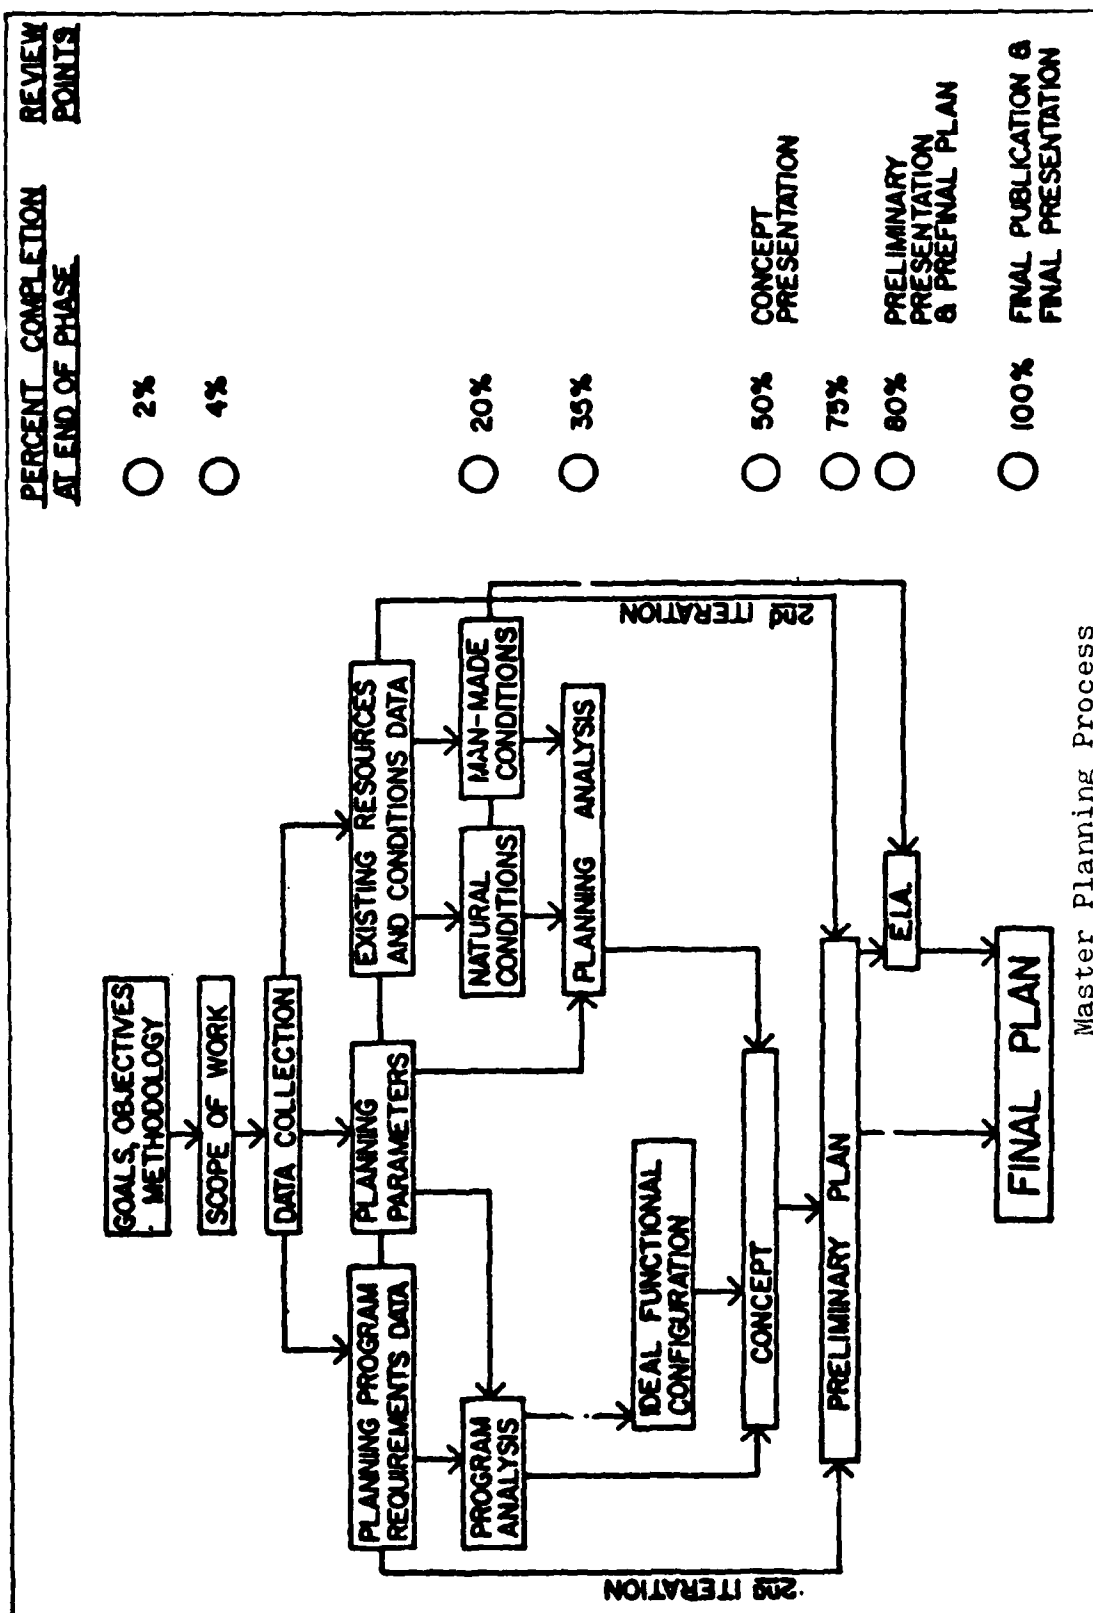 PERCENT COMPLETION
AT END OF PHASE
REVIEW
POINTS
GOALS, OBJECTIVES
METHODOLOGY
2%
SCOPE OF WORK
4%
DATA COLLECTION
PLANNING PROGRAM
REQUIREMENTS DATA
PLANNING
PARAMETERS
EXISTING RESOURCES
AND CONDITIONS DATA
PROGRAM
ANALYSIS
NATURAL
CONDITIONS
MAN-MADE
CONDITIONS
20%
PLANNING ANALYSIS
35%
2nd ITERATION
2nd ITERATION
IDEAL FUNCTIONAL
CONFIGURATION
CONCEPT
50%
CONCEPT
PRESENTATION
PRELIMINARY PLAN
75%
E.I.A.
80%
PRELIMINARY
PRESENTATION
& PREFINAL PLAN
FINAL PLAN
100%
FINAL PUBLICATION &
FINAL PRESENTATION
Master Planning Process